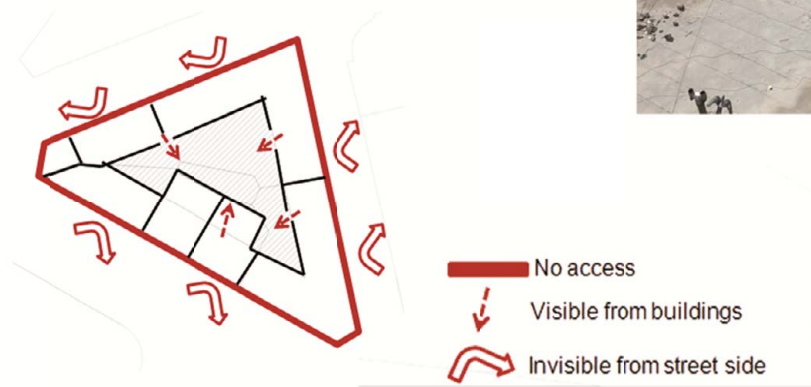 No access
Visible from buildings
Invisible from street side